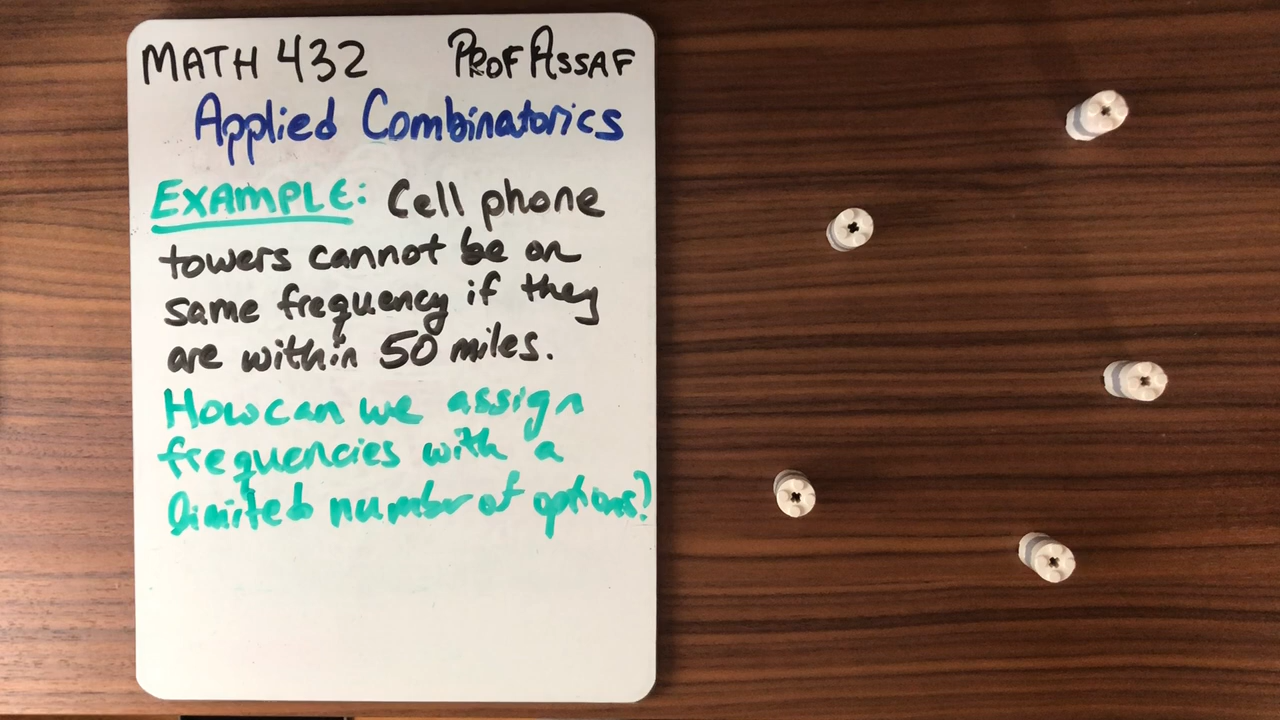 MATH 432 PROF ASSAF
Applied Combinatorics
EXAMPLE: Cell phone
towers cannot be on
same frequency if they
are within 50 miles.
How can we assign
frequencies with a
limited number of options?